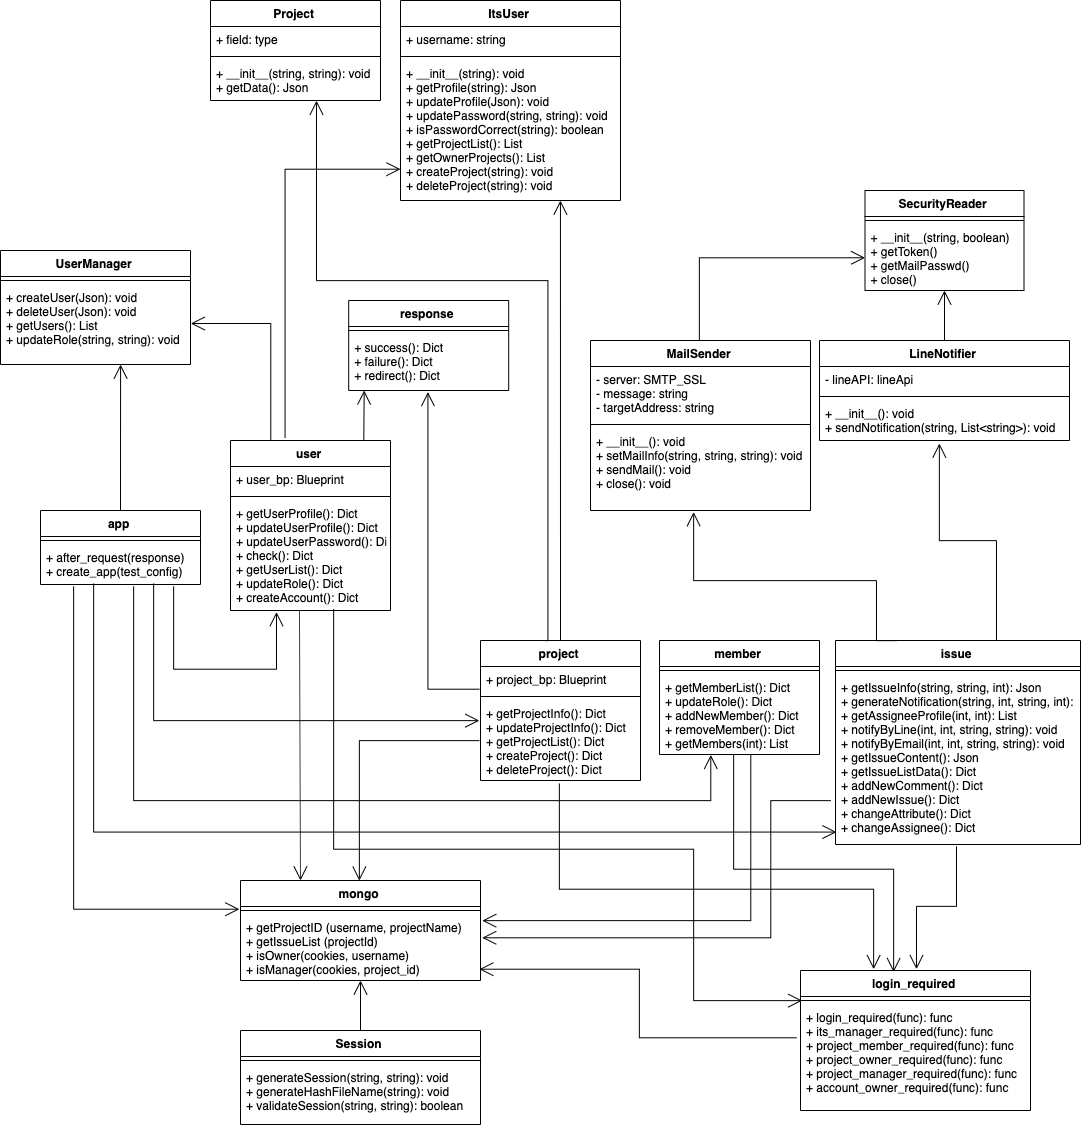 Project
+ field: type
+ __init__(string, string): void
+ getData(): Json
ItsUser
+ username: string
+ __init__(string): void
+ getProfile(string): Json
+ updateProfile(Json): void
+ updatePassword(string, string): void
+ isPasswordCorrect(string): boolean
+ getProjectList(): List
+ getOwnerProjects(): List
+ createProject(string): void
+ deleteProject(string): void
SecurityReader
+ __init__(string, boolean)
+ getToken()
+ getMailPasswd()
+ close()
UserManager
+ createUser(Json): void
+ deleteUser(Json): void
+ getUsers(): List
+ updateRole(string, string): void
response
+ success(): Dict
+ failure(): Dict
+ redirect(): Dict
MailSender
- server: SMTP_SSL
- message: string
- targetAddress: string
+ __init__(): void
+ setMailInfo(string, string, string): void
+ sendMail(): void
+ close(): void
LineNotifier
- lineAPI: lineApi
+ __init__(): void
+ sendNotification(string, List<string>): void
user
+ user_bp: Blueprint
+ getUserProfile(): Dict
+ updateUserProfile(): Dict
+ updateUserPassword(): Di
+ check(): Dict
+ getUserList(): Dict
+ updateRole(): Dict
+ createAccount(): Dict
app
+ after_request(response)
+ create_app(test_config)
project
+ project_bp: Blueprint
+ getProjectInfo(): Dict
+ updateProjectInfo(): Dict
+ getProjectList(): Dict
+ createProject(): Dict
+ deleteProject(): Dict
member
+ getMemberList(): Dict
+ updateRole(): Dict
+ addNewMember(): Dict
+ removeMember(): Dict
+ getMembers(int): List
issue
+ getIssueInfo(string, string, int): Json
+ generateNotification(string, int, string, int):
+ getAssigneeProfile(int, int): List
+ notifyByLine(int, int, string, string): void
+ notifyByEmail(int, int, string, string): void
+ getIssueContent(): Json
+ getIssueListData(): Dict
+ addNewComment(): Dict
+ addNewIssue(): Dict
+ changeAttribute(): Dict
+ changeAssignee(): Dict
mongo
+ getProjectID (username, projectName)
+ getIssueList (projectId)
+ isOwner(cookies, username)
+ isManager(cookies, project_id)
login_required
+ login_required(func): func
+ its_manager_required(func): func
+ project_member_required(func): func
+ project_owner_required(func): func
+ project_manager_required(func): func
+ account_owner_required(func): func
Session
+ generateSession(string, string): void
+ generateHashFileName(string): void
+ validateSession(string, string): boolean